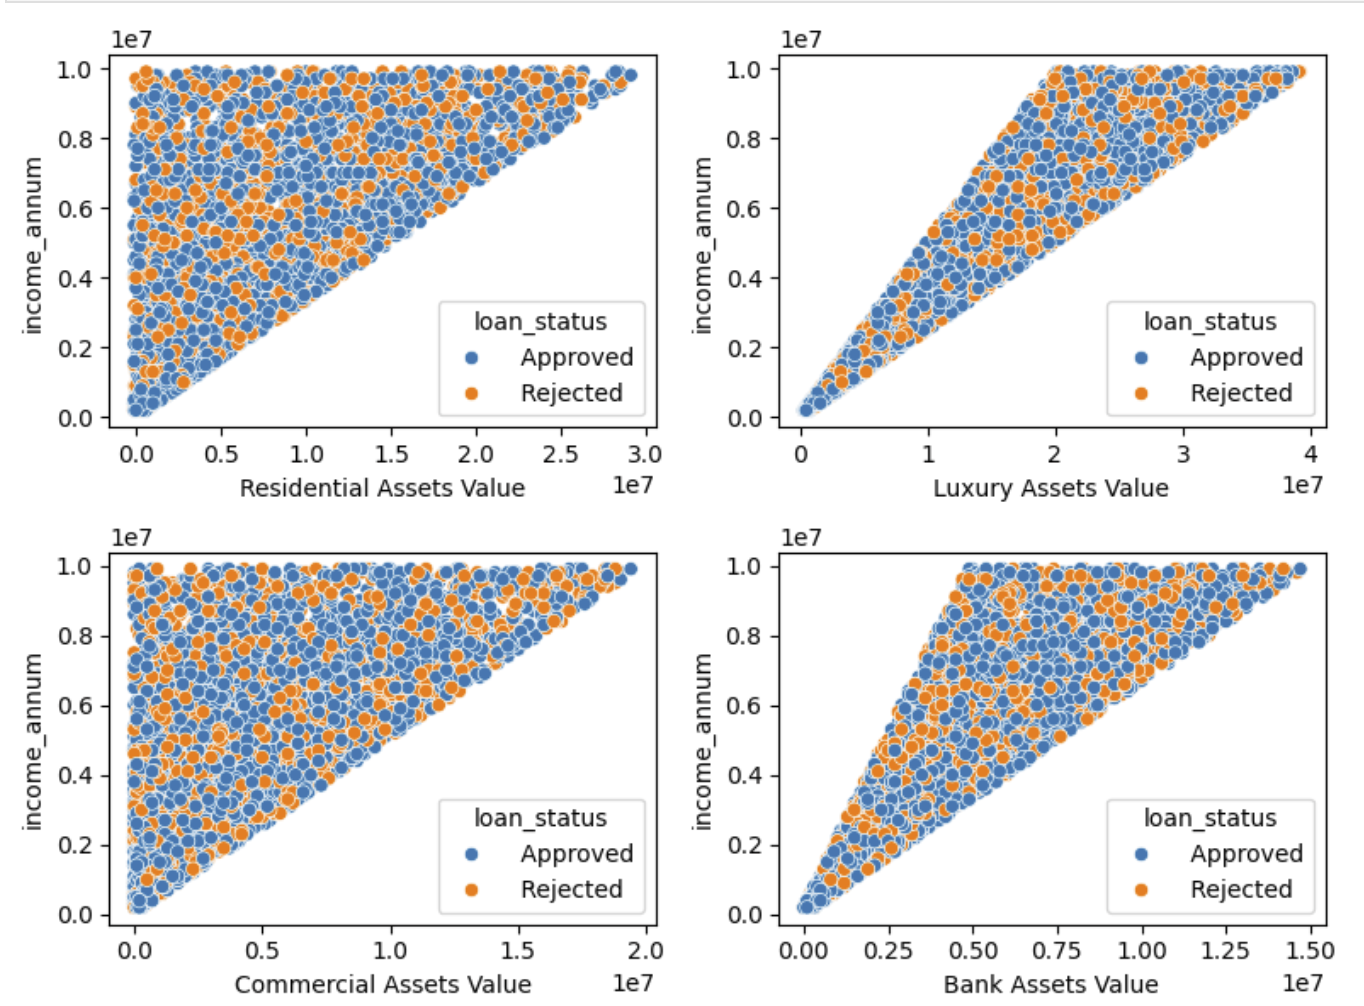 1e7
1.0
0.8
0.6
0.4
0.2
0.0
income_annum
loan_status
Approved
Rejected
0.0 0.5 1.0 1.5 2.0 2.5 3.0
Residential Assets Value 1e7
1e7
1.0
0.8
0.6
0.4
0.2
0.0
income_annum
loan_status
Approved
Rejected
0 1 2 3 4
Luxury Assets Value 1e7
1e7
1.0
0.8
0.6
0.4
0.2
0.0
income_annum
loan_status
Approved
Rejected
0.0 0.5 1.0 1.5 2.0
Commercial Assets Value 1e7
1e7
1.0
0.8
0.6
0.4
0.2
0.0
income_annum
loan_status
Approved
Rejected
0.00 0.25 0.50 0.75 1.00 1.25 1.50
Bank Assets Value 1e7